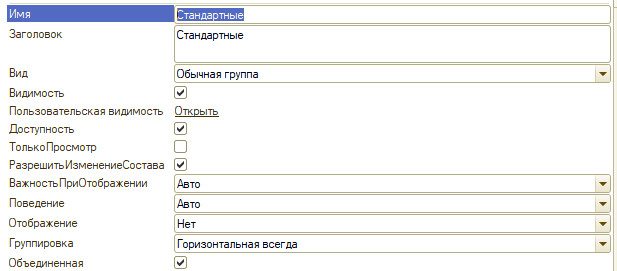 Имя Стандартные
Заголовок Стандартные
Вид Обычная группа
Видимость
Пользовательская видимость Открыть
Доступность
ТолькоПросмотр
РазрешитьИзменениеСостава
ВажностьПриОтображении Авто
Поведение Авто
Отображение Нет
Группировка Горизонтальная всегда
Объединенная